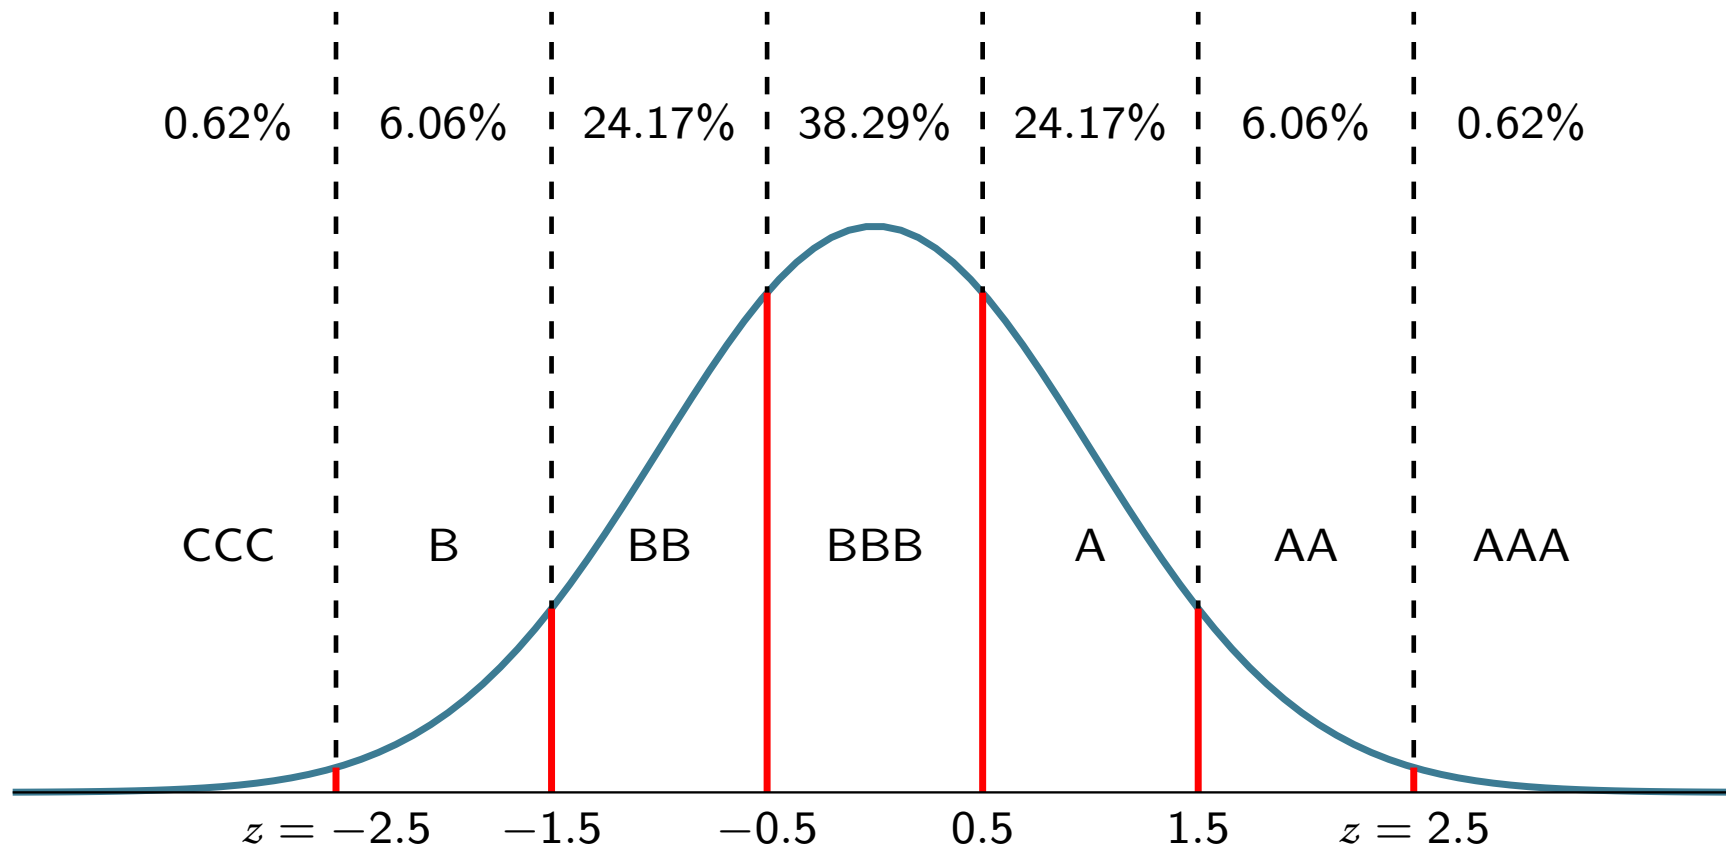 0.62% 6.06% 24.17% 38.29% 24.17% 6.06% 0.62%
CCC B BB BBB A AA AAA
z = −2.5 −1.5 −0.5 0.5 1.5 z = 2.5